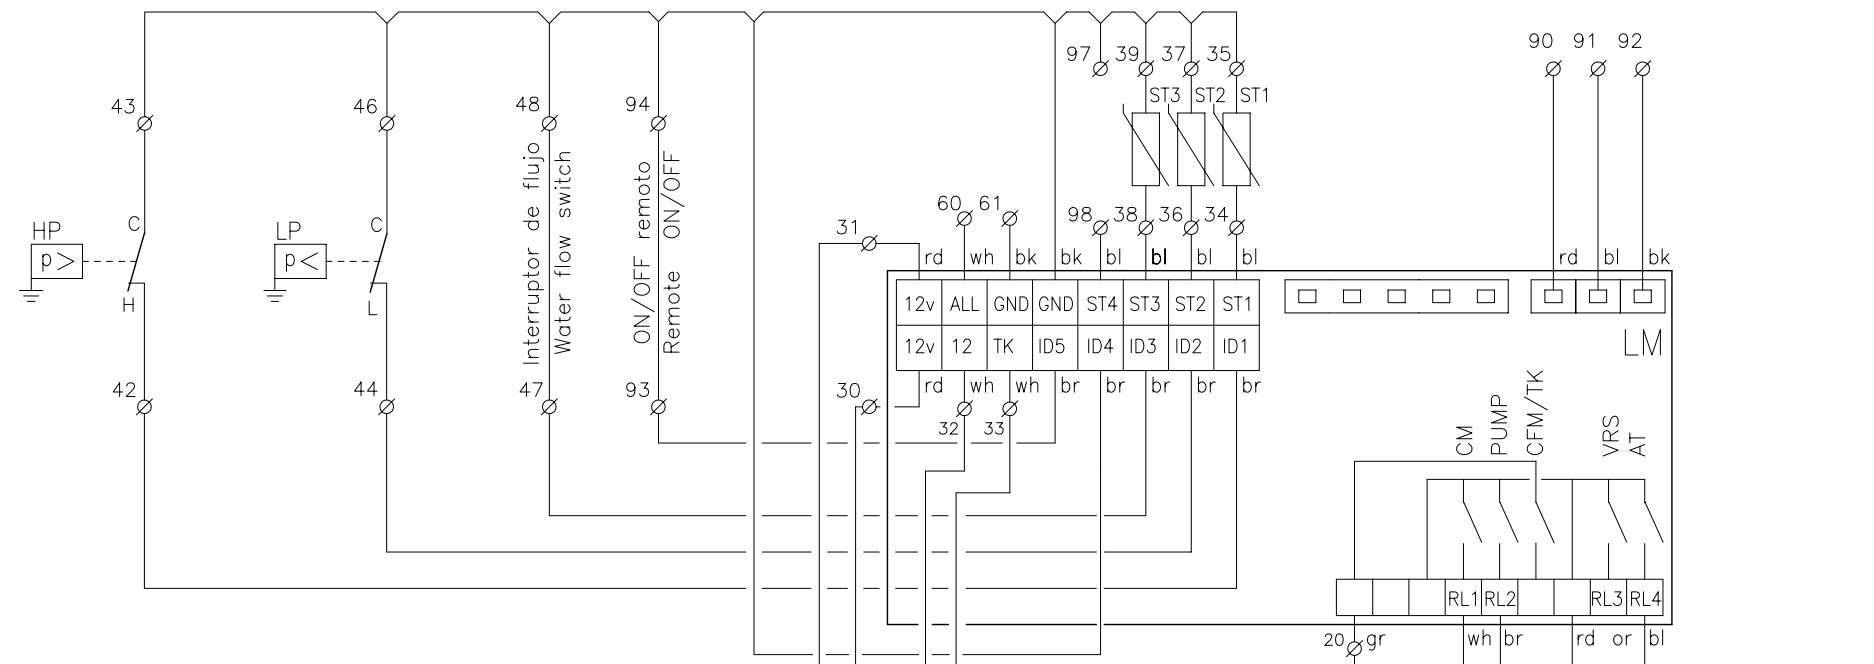 90 91 92
97 39 37 35
ST3 ST2 ST1
43 46 48 94
Interruptor de flujo
Water flow switch
ON/OFF remoto
Remote ON/OFF
HP C
p>
H
LP C
p<
L
60 61 98 38 36 34
31
rd wh bk bk bl bl bl bl
rd bl bk
12v ALL GND GND ST4 ST3 ST2 ST1
12v 12 TK ID5 ID4 ID3 ID2 ID1
LM
rd wh wh br br br br br
42 44 47 93 30
32 33
CM
PUMP
CFM/TK
VRS
AT
RL1 RL2 RL3 RL4
20 gr wh br rd or bl